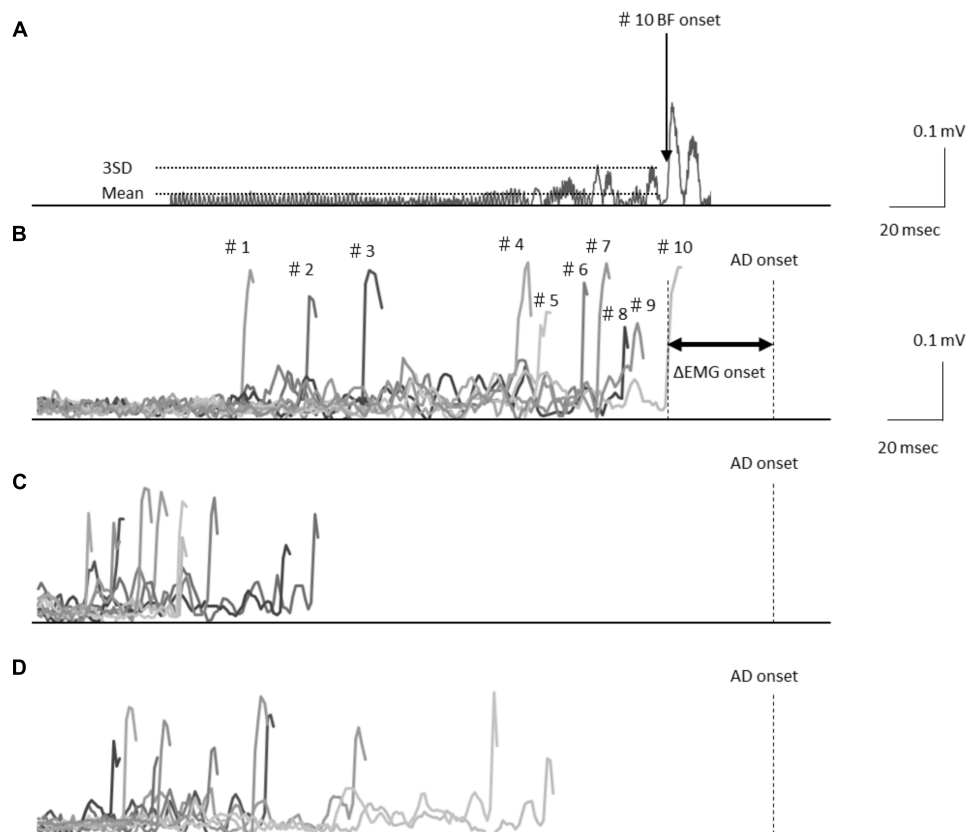 A
# 10 BF onset
0.1 mV
3SD
Mean
20 msec
B
# 1
# 2
# 3
# 4
# 5
# 6
# 7
# 8
# 9
# 10
AD onset
0.1 mV
ΔEMG onset
20 msec
AD onset
C
AD onset
D